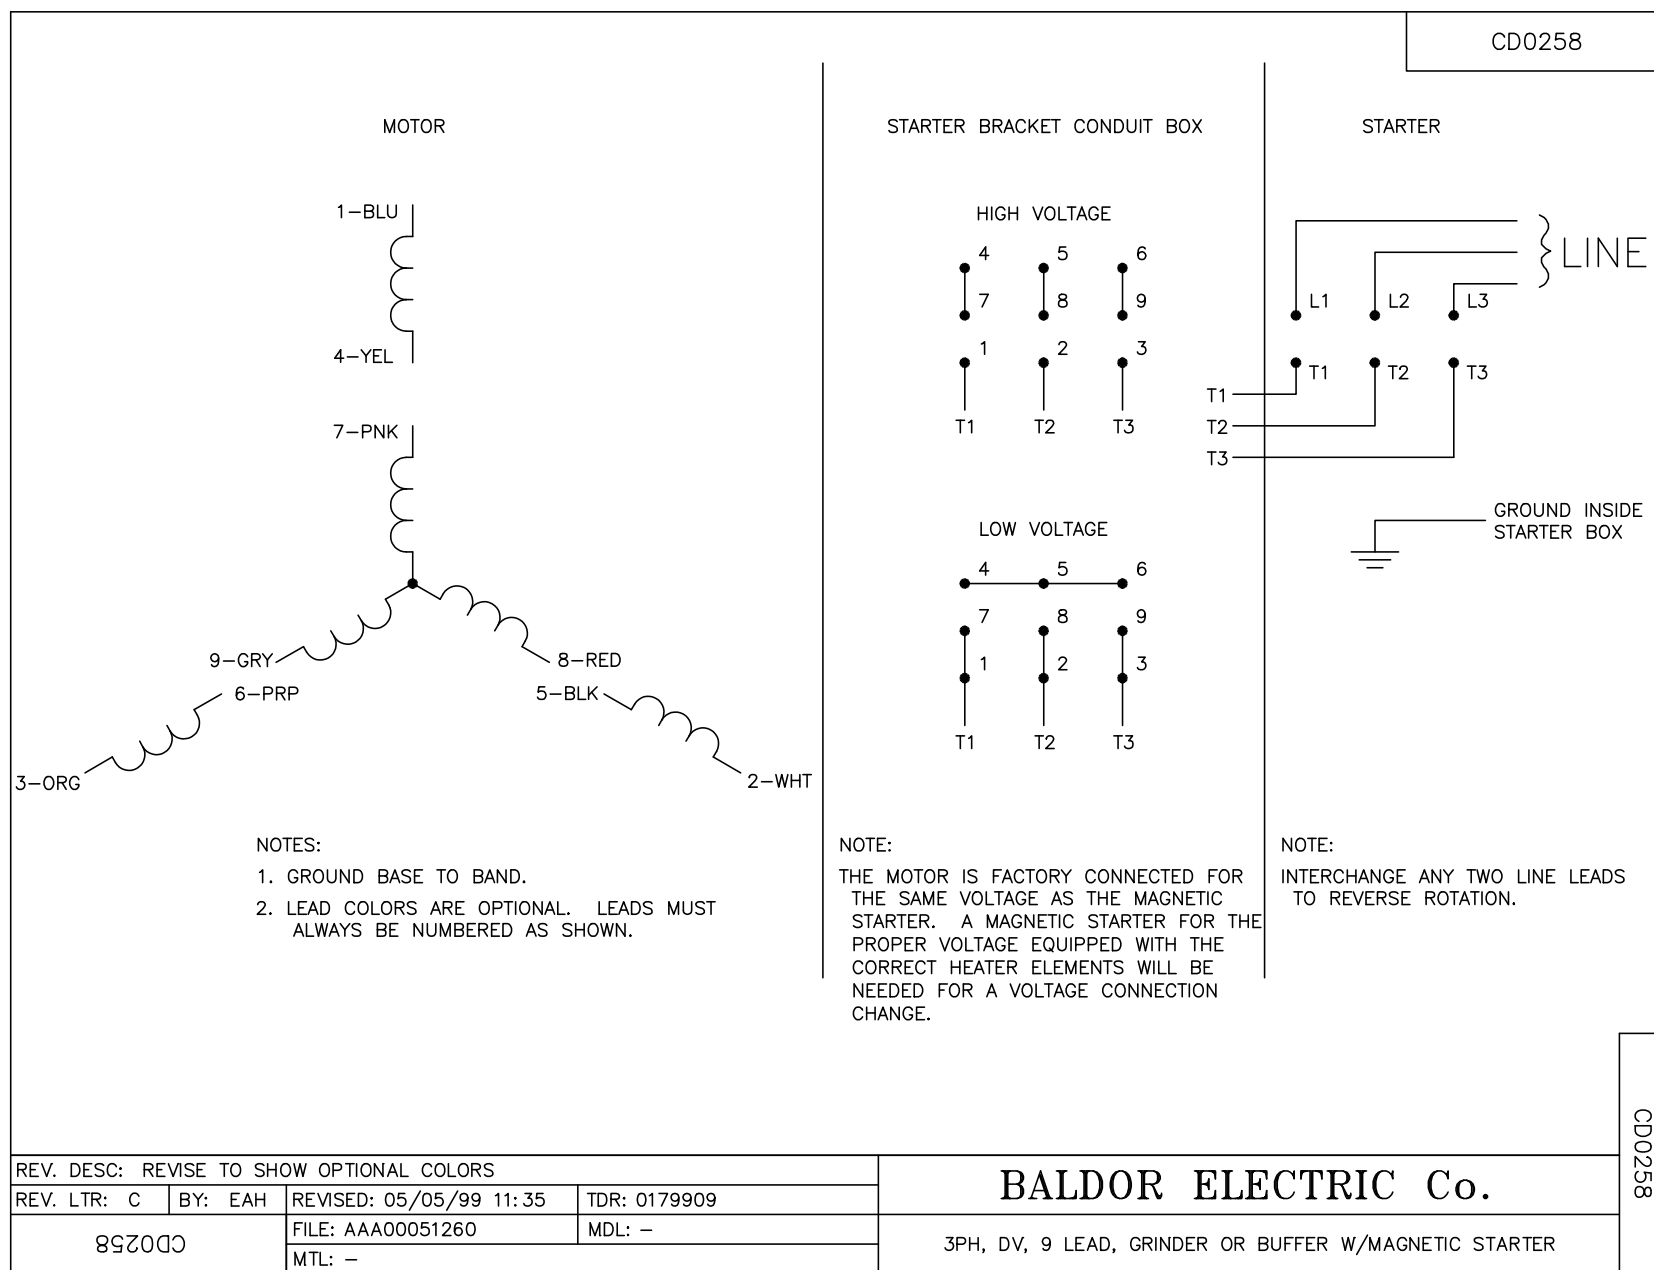 CD0258
MOTOR
1-BLU
4-YEL
7-PNK
9-GRY
8-RED
6-PRP
5-BLK
3-ORG
2-WHT
NOTES:
1. GROUND BASE TO BAND.
2. LEAD COLORS ARE OPTIONAL. LEADS MUST
ALWAYS BE NUMBERED AS SHOWN.
STARTER BRACKET CONDUIT BOX
HIGH VOLTAGE
4 5 6
7 8 9
1 2 3
T1 T2 T3
LOW VOLTAGE
4 5 6
7 8 9
1 2 3
T1 T2 T3
NOTE:
THE MOTOR IS FACTORY CONNECTED FOR
THE SAME VOLTAGE AS THE MAGNETIC
STARTER. A MAGNETIC STARTER FOR THE
PROPER VOLTAGE EQUIPPED WITH THE
CORRECT HEATER ELEMENTS WILL BE
NEEDED FOR A VOLTAGE CONNECTION
CHANGE.
STARTER
LINE
L1 L2 L3
T1 T2 T3
T1
T2
T3
GROUND INSIDE
STARTER BOX
NOTE:
INTERCHANGE ANY TWO LINE LEADS
TO REVERSE ROTATION.
CD0258
REV. DESC: REVISE TO SHOW OPTIONAL COLORS
REV. LTR: C BY: EAH REVISED: 05/05/99 11:35 TDR: 0179909
CD0258
FILE: AAA00051260 MDL: -
MTL: -
BALDOR ELECTRIC Co.
3PH, DV, 9 LEAD, GRINDER OR BUFFER W/MAGNETIC STARTER